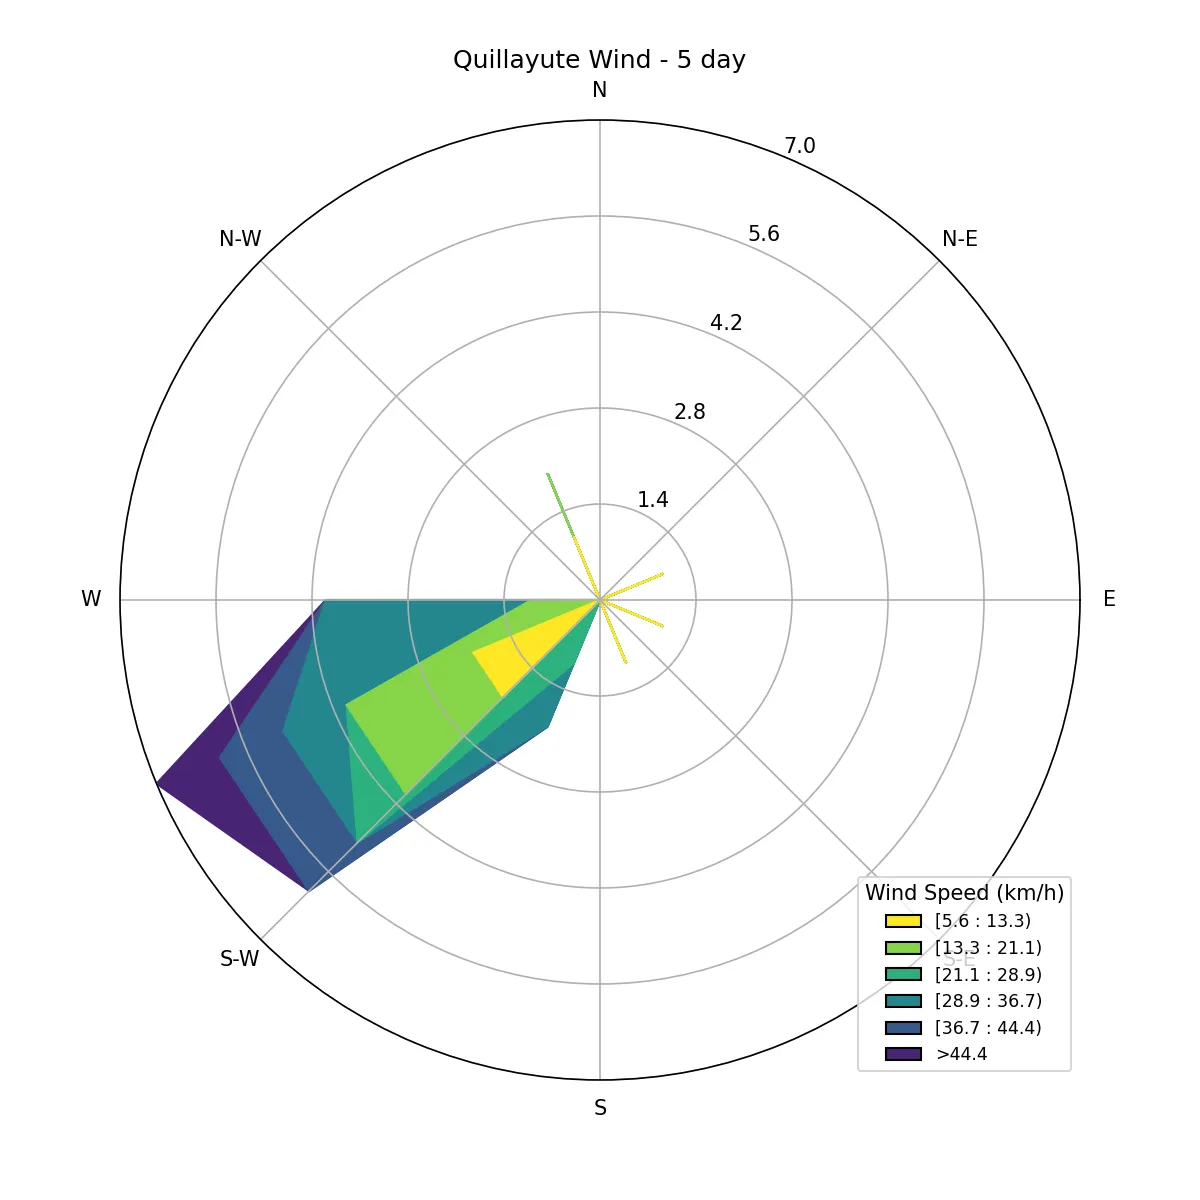 Quillayute Wind - 5 day
N
7.0
5.6
N-W
N-E
4.2
2.8
1.4
W
E
Wind Speed (km/h)
[5.6 : 13.3)
[13.3 : 21.1)
S-W
S-E
[21.1 : 28.9)
[28.9 : 36.7)
[36.7 : 44.4)
>44.4
S